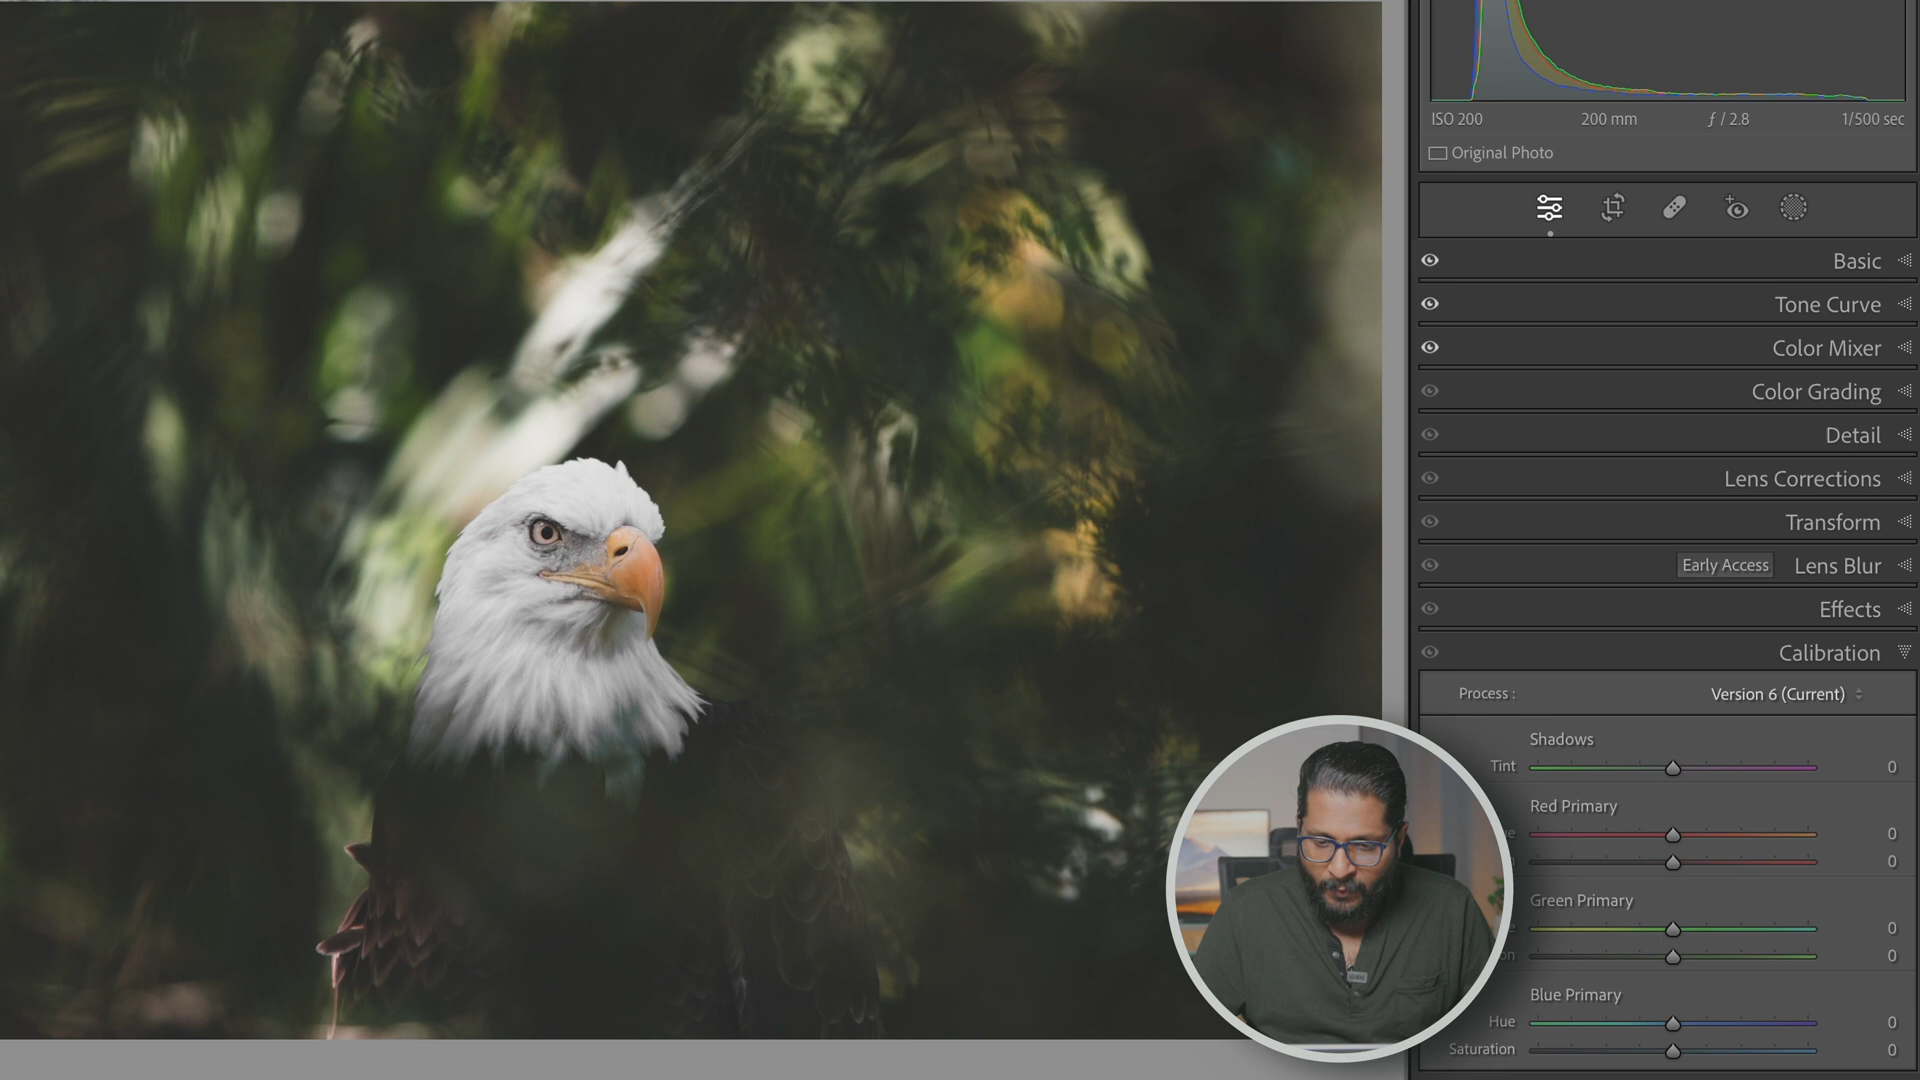 ISO 200 200 mm ƒ / 2.8 1/500 sec
Original Photo
Basic
Tone Curve
Color Mixer
Color Grading
Detail
Lens Corrections
Transform
Early Access Lens Blur
Effects
Calibration
Process : Version 6 (Current)
Shadows
Tint 0
Red Primary
0
0
Green Primary
0
0
Blue Primary
Hue 0
Saturation 0